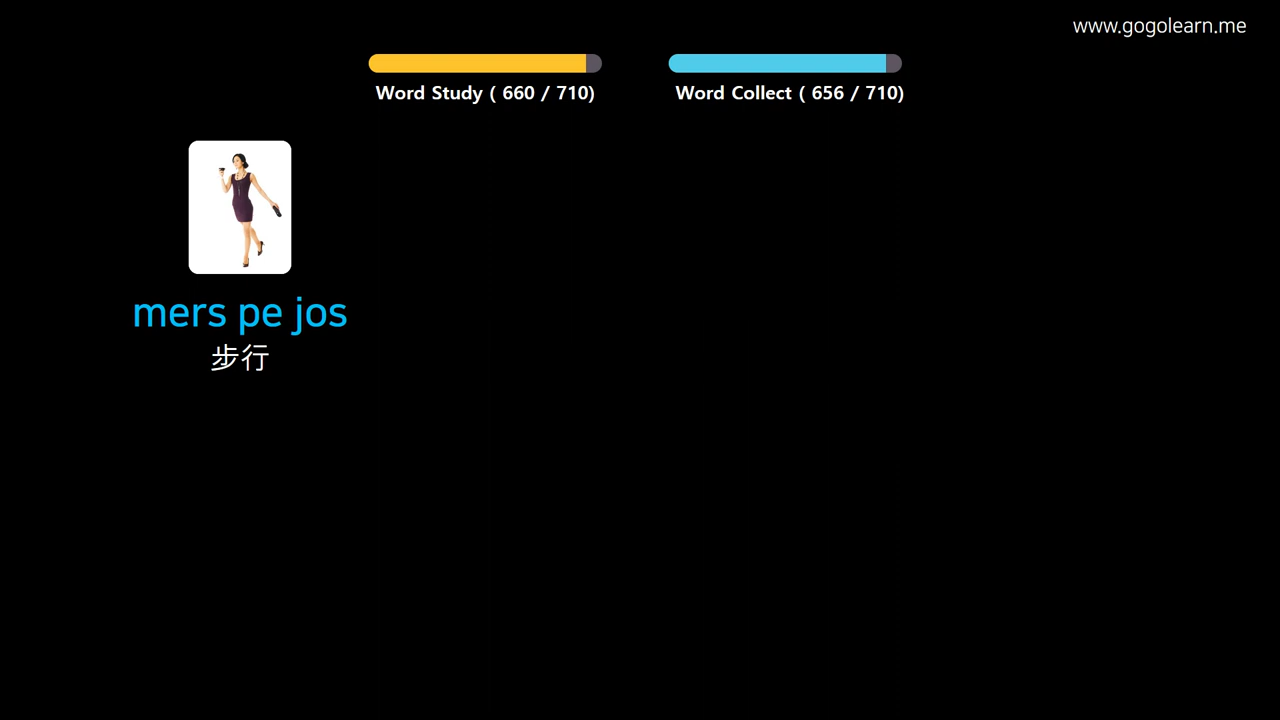 www.gogolearn.me
Word Study ( 660 / 710)
Word Collect ( 656 / 710)
mers pe jos
步行